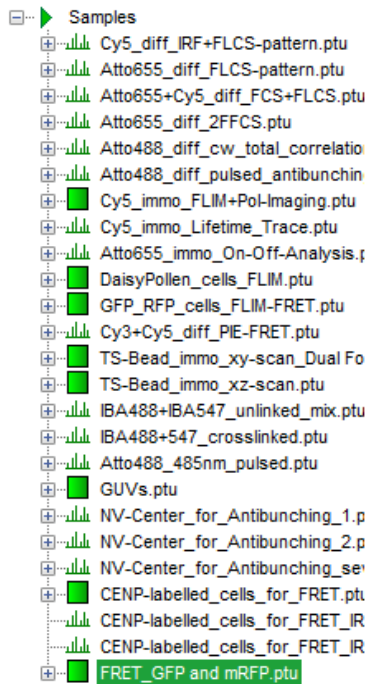 Samples
Cy5_diff_IRF+FLCS-pattern.ptu
Atto655_diff_FLCS-pattern.ptu
Atto655+Cy5_diff_FCS+FLCS.ptu
Atto655_diff_2FFCS.ptu
Atto488_diff_cw_total_correlatio
Atto488_diff_pulsed_antibunchin
Cy5_immo_FLIM+Pol-Imaging.ptu
Cy5_immo_Lifetime_Trace.ptu
Atto655_immo_On-Off-Analysis.p
DaisyPollen_cells_FLIM.ptu
GFP_RFP_cells_FLIM-FRET.ptu
Cy3+Cy5_diff_PIE-FRET.ptu
TS-Bead_immo_xy-scan_Dual Fo
TS-Bead_immo_xz-scan.ptu
IBA488+IBA547_unlinked_mix.ptu
IBA488+547_crosslinked.ptu
Atto488_485nm_pulsed.ptu
GUVs.ptu
NV-Center_for_Antibunching_1.p
NV-Center_for_Antibunching_2.p
NV-Center_for_Antibunching_se
CENP-labelled_cells_for_FRET.ptu
CENP-labelled_cells_for_FRET_IR
CENP-labelled_cells_for_FRET_IR
FRET_GFP and mRFP.ptu